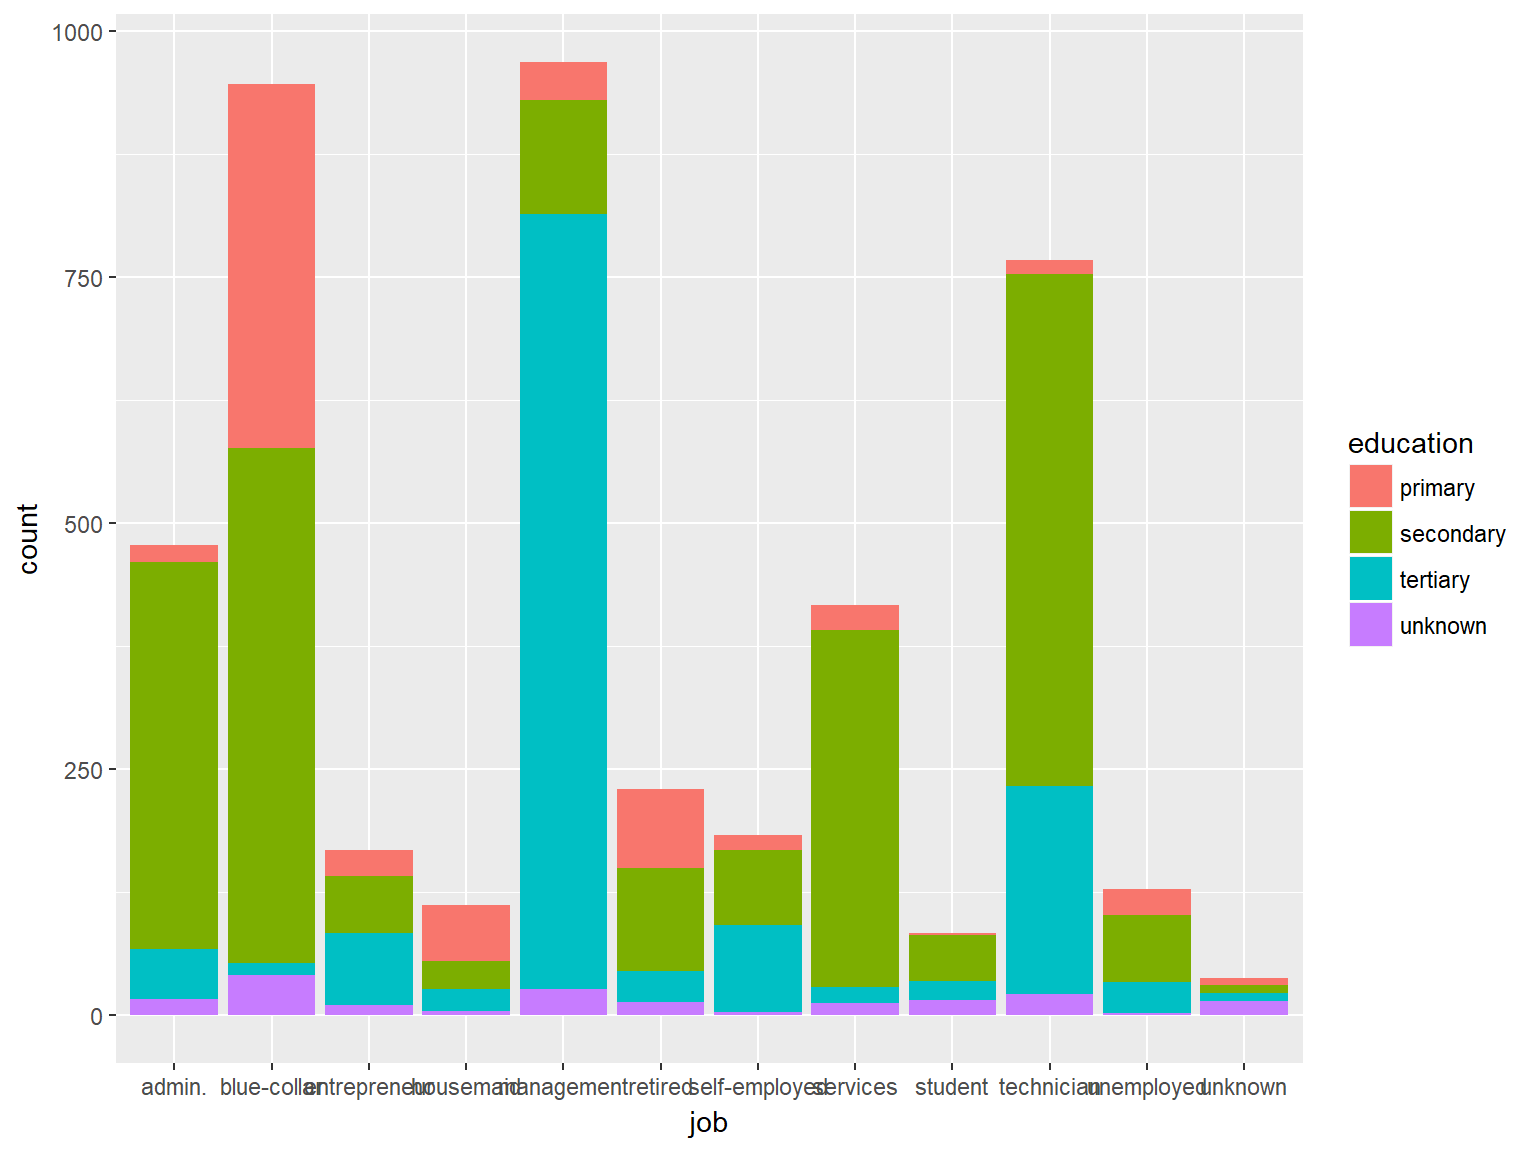 1000
750
500
250
0
count
admin. blue-collar entrepreneur housemaid management retired self-employed services student technician unemployed unknown
job
education
primary
secondary
tertiary
unknown